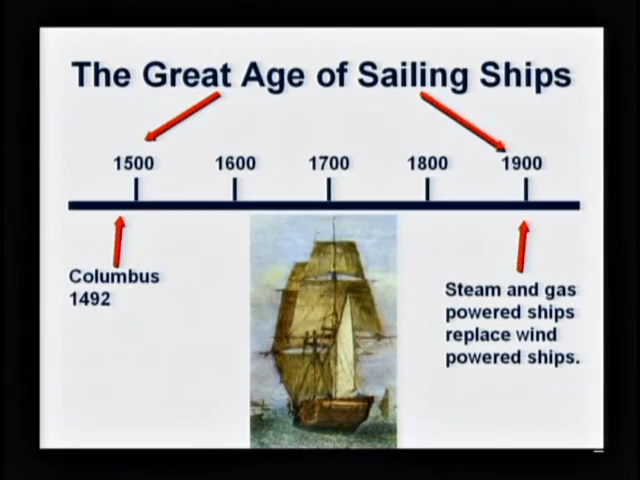 The Great Age of Sailing Ships
1500 1600 1700 1800 1900
Columbus
1492
Steam and gas
powered ships
replace wind
powered ships.